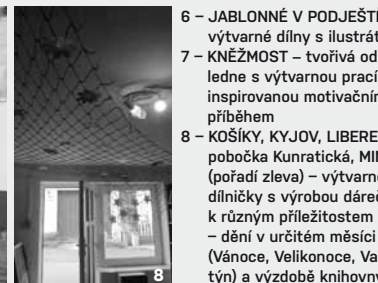 6 – JABLONNÉ V PODJEŠTĚ
výtvarné dílny s ilustrát
7 – KNĚŽMOST – tvořivá od
ledne s výtvarnou prací
inspirovanou motivačním
příběhem
8 – KOŠÍKY, KYJOV, LIBERE
pobočka Kunratická, MI
(pořadí zleva) – výtvarné
dílničky s výrobou dáre
k různým příležitostem
– dění v určitém měsíci
(Vánoce, Velikonoce, Va
týn) a výzdobě knihovny
8